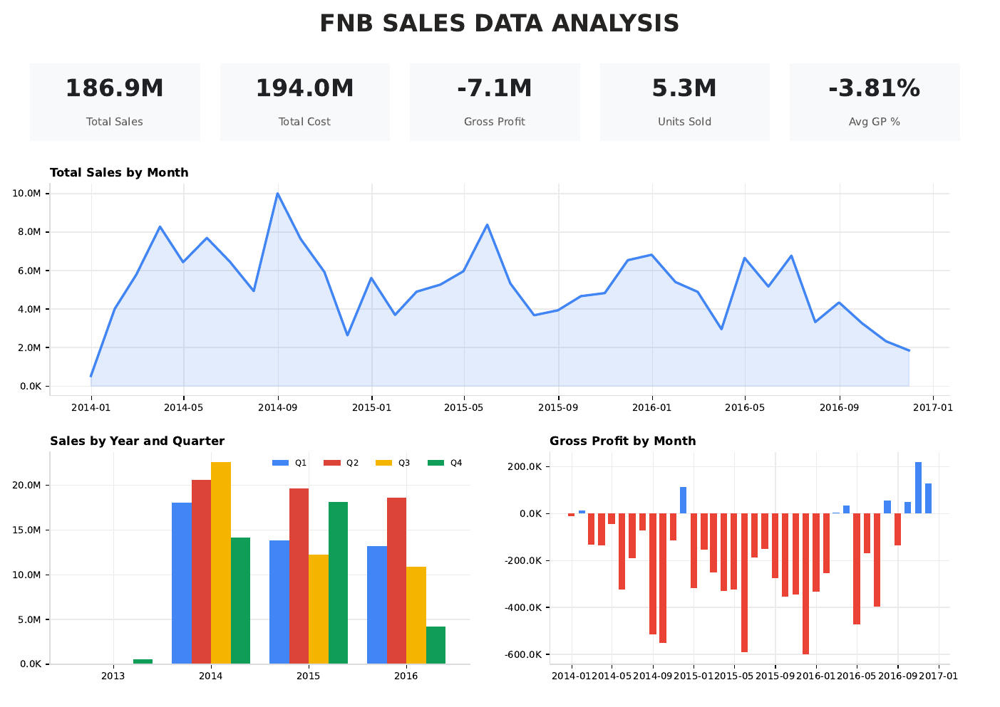 FNB SALES DATA ANALYSIS
186.9M
Total Sales
194.0M
Total Cost
-7.1M
Gross Profit
5.3M
Units Sold
-3.81%
Avg GP %
Total Sales by Month
10.0M
8.0M
6.0M
4.0M
2.0M
0.0K
2014-01 2014-05 2014-09 2015-01 2015-05 2015-09 2016-01 2016-05 2016-09 2017-01
Sales by Year and Quarter
Q1 Q2 Q3 Q4
20.0M
15.0M
10.0M
5.0M
0.0K
2013 2014 2015 2016
Gross Profit by Month
200.0K
0.0K
-200.0K
-400.0K
-600.0K
2014-01 2014-05 2014-09 2015-01 2015-05 2015-09 2016-01 2016-05 2016-09 2017-01